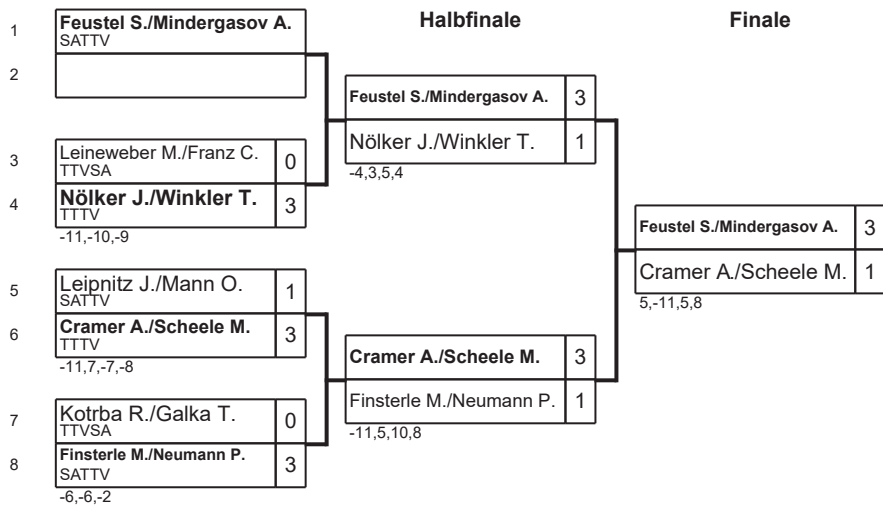 Halbfinale
Finale
1
Feustel S./Mindergasov A.
SATTV
2
3
Leineweber M./Franz C. 0
TTVSA
4
Nölker J./Winkler T. 3
TTTV
-11,-10,-9
5
Leipnitz J./Mann O. 1
SATTV
6
Cramer A./Scheele M. 3
TTTV
-11,7,-7,-8
7
Kotrba R./Galka T. 0
TTVSA
8
Finsterle M./Neumann P. 3
SATTV
-6,-6,-2
Feustel S./Mindergasov A. 3
Nölker J./Winkler T. 1
-4,3,5,4
Cramer A./Scheele M. 3
Finsterle M./Neumann P. 1
-11,5,10,8
Feustel S./Mindergasov A. 3
Cramer A./Scheele M. 1
5,-11,5,8